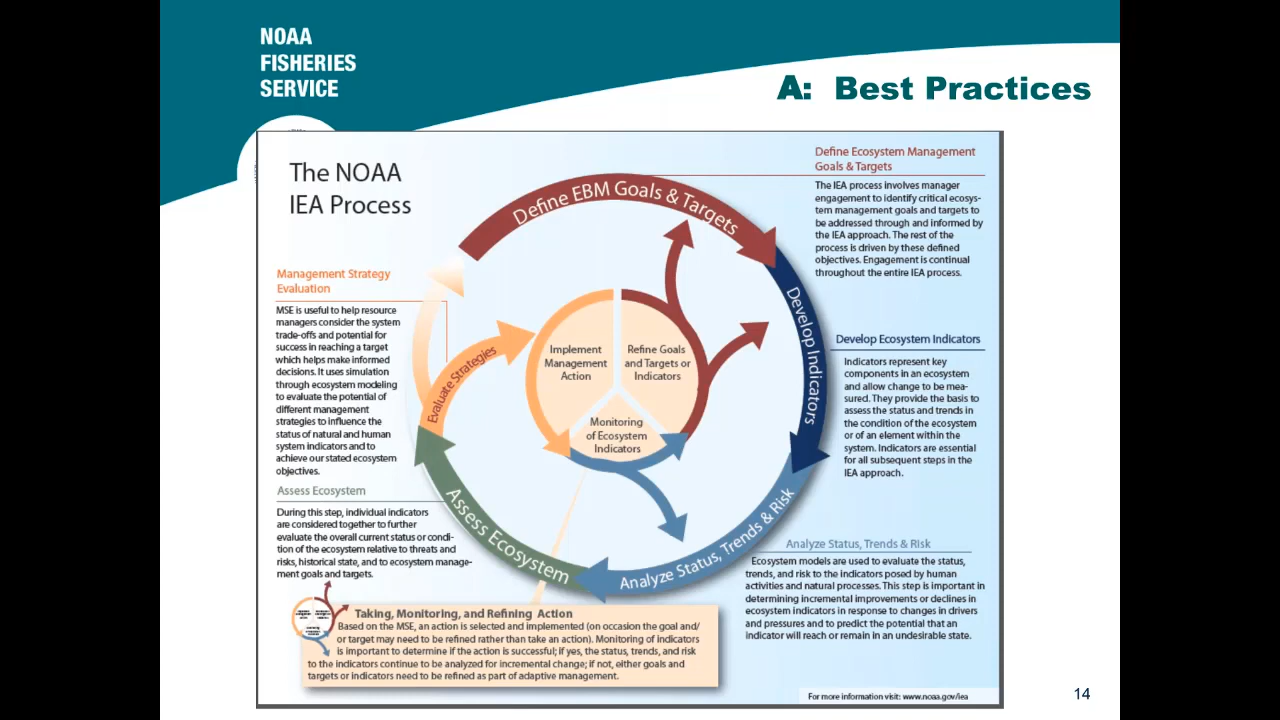 NOAA
FISHERIES
SERVICE
A: Best Practices
The NOAA
IEA Process
Define EBM Goals & Targets
Develop Indicators
Analyze Status, Trends & Risk
Assess Ecosystem
Evaluate Strategies
Implement
Management
Action
Refine Goals
and Targets or
Indicators
Monitoring
of Ecosystem
Indicators
Define Ecosystem Management
Goals & Targets
The IEA process involves manager
engagement to identify critical ecosys-
tem management goals and targets to
be addressed through and informed by
the IEA approach. The rest of the
process is driven by these defined
objectives. Engagement is continual
throughout the entire IEA process.
Develop Ecosystem Indicators
Indicators represent key
components in an ecosystem
and allow change to be mea-
sured. They provide the basis to
assess the status and trends in
the condition of the ecosystem
or of an element within the
system. Indicators are essential
for all subsequent steps in the
IEA approach.
Analyze Status, Trends & Risk
Ecosystem models are used to evaluate the status,
trends, and risk to the indicators posed by human
activities and natural processes. This step is important in
determining incremental improvements or declines in
ecosystem indicators in response to changes in drivers
and pressures and to predict the potential that an
indicator will reach or remain in an undesirable state.
Management Strategy
Evaluation
MSE is useful to help resource
managers consider the system
trade-offs and potential for
success in reaching a target
which helps make informed
decisions. It uses simulation
through ecosystem modeling
to evaluate the potential of
different management
strategies to influence the
status of natural and human
system indicators and to
achieve our stated ecosystem
objectives.
Assess Ecosystem
During this step, individual indicators
are considered together to further
evaluate the overall current status or condi-
tion of the ecosystem relative to threats and
risks, historical state, and to ecosystem manage-
ment goals and targets.
Taking, Monitoring, and Refining Action
Based on the MSE, an action is selected and implemented (on occasion the goal and/
or target may need to be refined rather than take an action). Monitoring of indicators
is important to determine if the action is successful; if yes, the status, trends, and risk
to the indicators continue to be analyzed for incremental change; if not, either goals and
targets or indicators need to be refined as part of adaptive management.
For more information visit: www.noaa.gov/iea
14